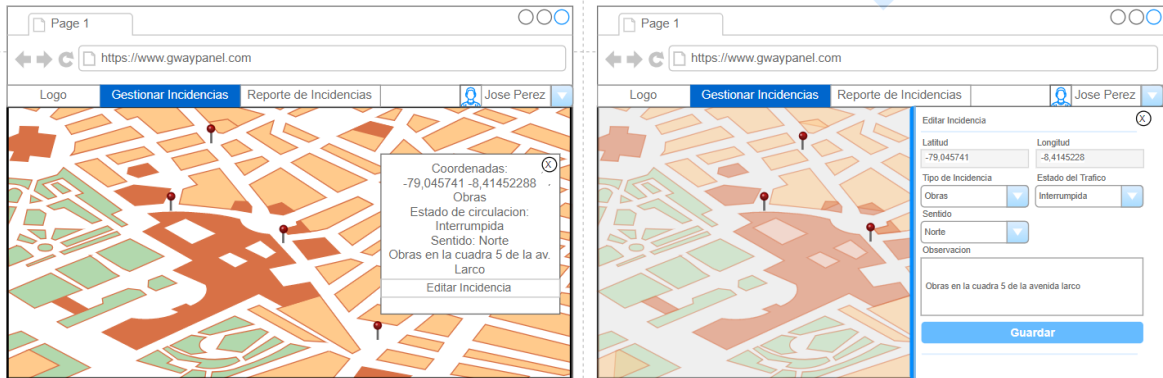 Page 1
https://www.gwaypanel.com
Logo Gestionar Incidencias Reporte de Incidencias Jose Perez
X
Coordenadas:
-79,045741 -8,41452288 .
Obras
Estado de circulacion:
Interrumpida
Sentido: Norte
Obras en la cuadra 5 de la av.
Larco
Editar Incidencia
Page 1
https://www.gwaypanel.com
Logo Gestionar Incidencias Reporte de Incidencias Jose Perez
Editar Incidencia X
Latitud Longitud
-79,045741 -8,4145228
Tipo de Incidencia Estado del Trafico
Obras Interrumpida
Sentido
Norte
Observacion
Obras en la cuadra 5 de la avenida larco
Guardar